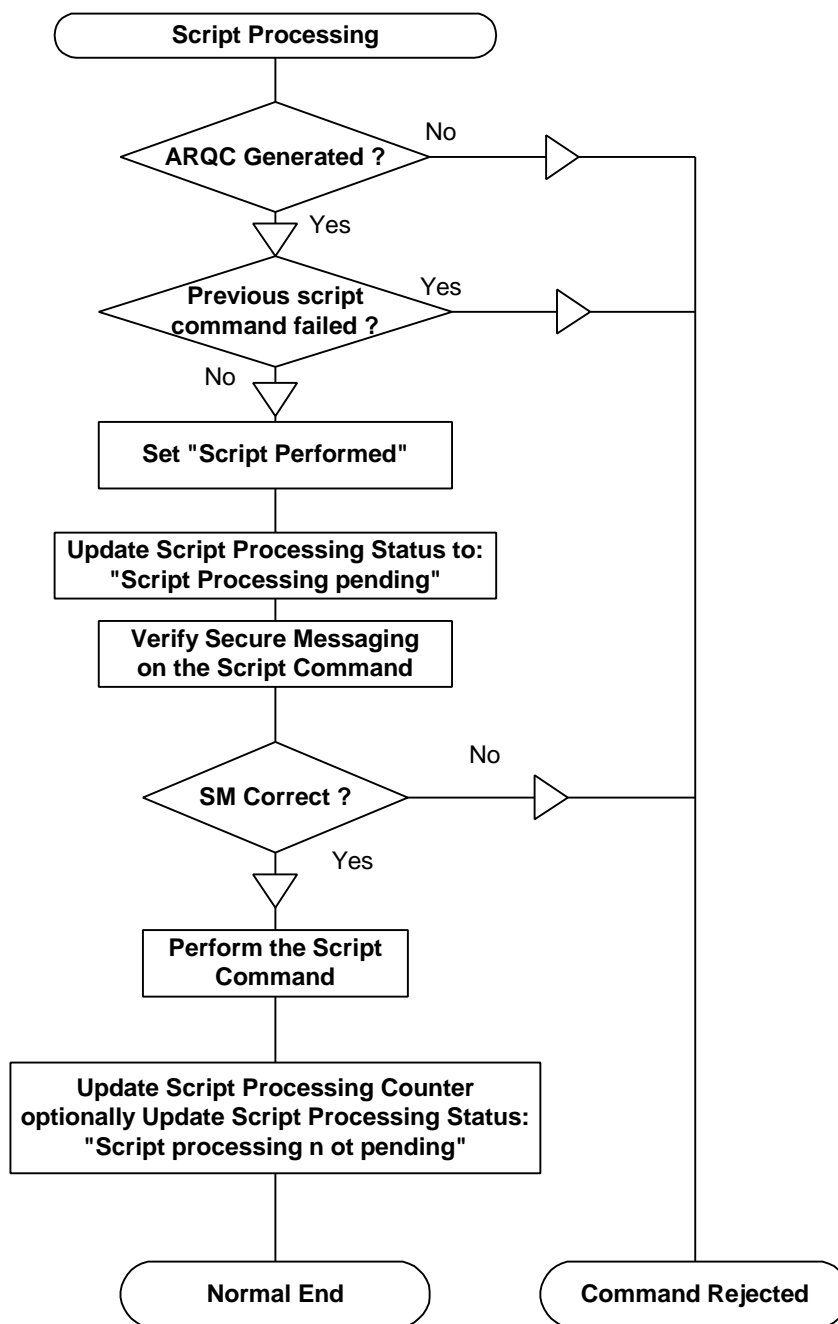 Script Processing
No
ARQC Generated ?
Yes
Previous script
command failed ?
Yes
No
Set "Script Performed"
Update Script Processing Status to:
"Script Processing pending"
Verify Secure Messaging
on the Script Command
No
SM Correct ?
Yes
Perform the Script
Command
Update Script Processing Counter
optionally Update Script Processing Status:
"Script processing n ot pending"
Normal End
Command Rejected